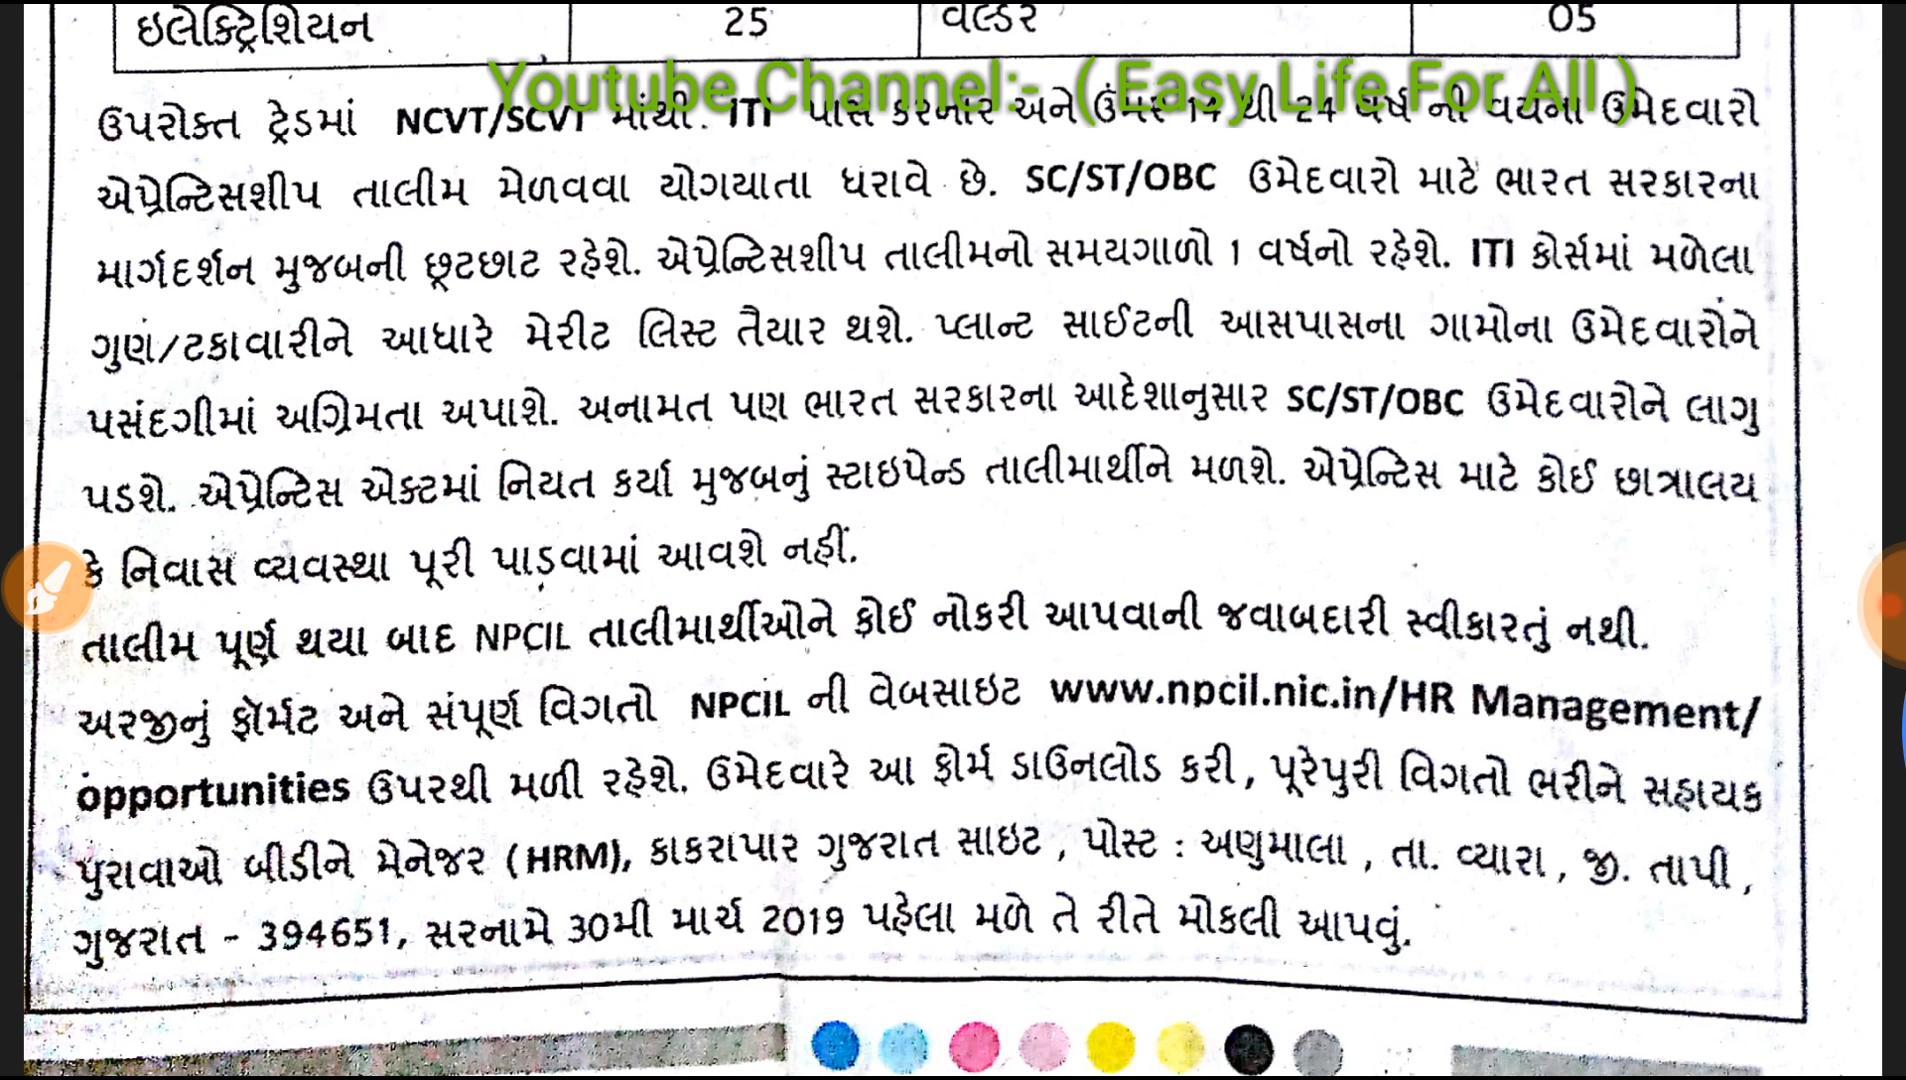 ઇલેક્ટ્રિશિયન 25 વેલ્ડર 05
Youtube Channel:- ( Easy Life For All )
ઉપરોક્ત ટ્રેડમાં NCVT/SCVT માંથી. ITI પાસ કરનાર અને ઉંમર 14 થી 24 વર્ષ ની વયના ઉમેદવારો
એપ્રેન્ટિસશીપ તાલીમ મેળવવા યોગયાતા ધરાવે છે. SC/ST/OBC ઉમેદવારો માટે ભારત સરકારના
માર્ગદર્શન મુજબની છૂટછાટ રહેશે. એપ્રેન્ટિસશીપ તાલીમનો સમયગાળો 1 વર્ષનો રહેશે. ITI કોર્સમાં મળેલા
ગુણ/ટકાવારીને આધારે મેરીટ લિસ્ટ તૈયાર થશે. પ્લાન્ટ સાઈટની આસપાસના ગામોના ઉમેદવારોને
પસંદગીમાં અગ્રિમતા અપાશે. અનામત પણ ભારત સરકારના આદેશાનુસાર SC/ST/OBC ઉમેદવારોને લાગુ
પડશે. એપ્રેન્ટિસ એક્ટમાં નિયત કર્યા મુજબનું સ્ટાઇપેન્ડ તાલીમાર્થીને મળશે. એપ્રેન્ટિસ માટે કોઈ છાત્રાલય
કે નિવાસ વ્યવસ્થા પૂરી પાડવામાં આવશે નહીં.
તાલીમ પૂર્ણ થયા બાદ NPCIL તાલીમાર્થીઓને કોઈ નોકરી આપવાની જવાબદારી સ્વીકારતું નથી.
અરજીનું ફૉર્મટ અને સંપૂર્ણ વિગતો NPCIL ની વેબસાઇટ www.npcil.nic.in/HR Management/
opportunities ઉપરથી મળી રહેશે. ઉમેદવારે આ ફોર્મ ડાઉનલોડ કરી, પૂરેપુરી વિગતો ભરીને સહાયક
પુરાવાઓ બીડીને મેનેજર (HRM), કાકરાપાર ગુજરાત સાઇટ , પોસ્ટ : અણુમાલા , તા. વ્યારા , જી. તાપી ,
ગુજરાત - 394651, સરનામે 30મી માર્ચ 2019 પહેલા મળે તે રીતે મોકલી આપવું.